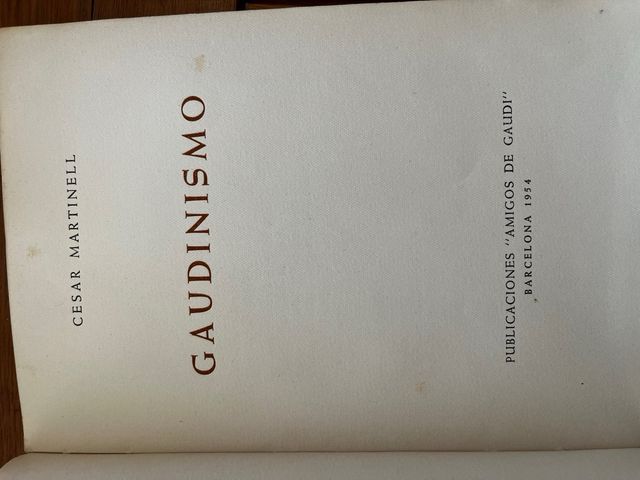 CESAR MARTINELL
GAUDINISMO
PUBLICACIONES "AMIGOS DE GAUDI"
BARCELONA 1954